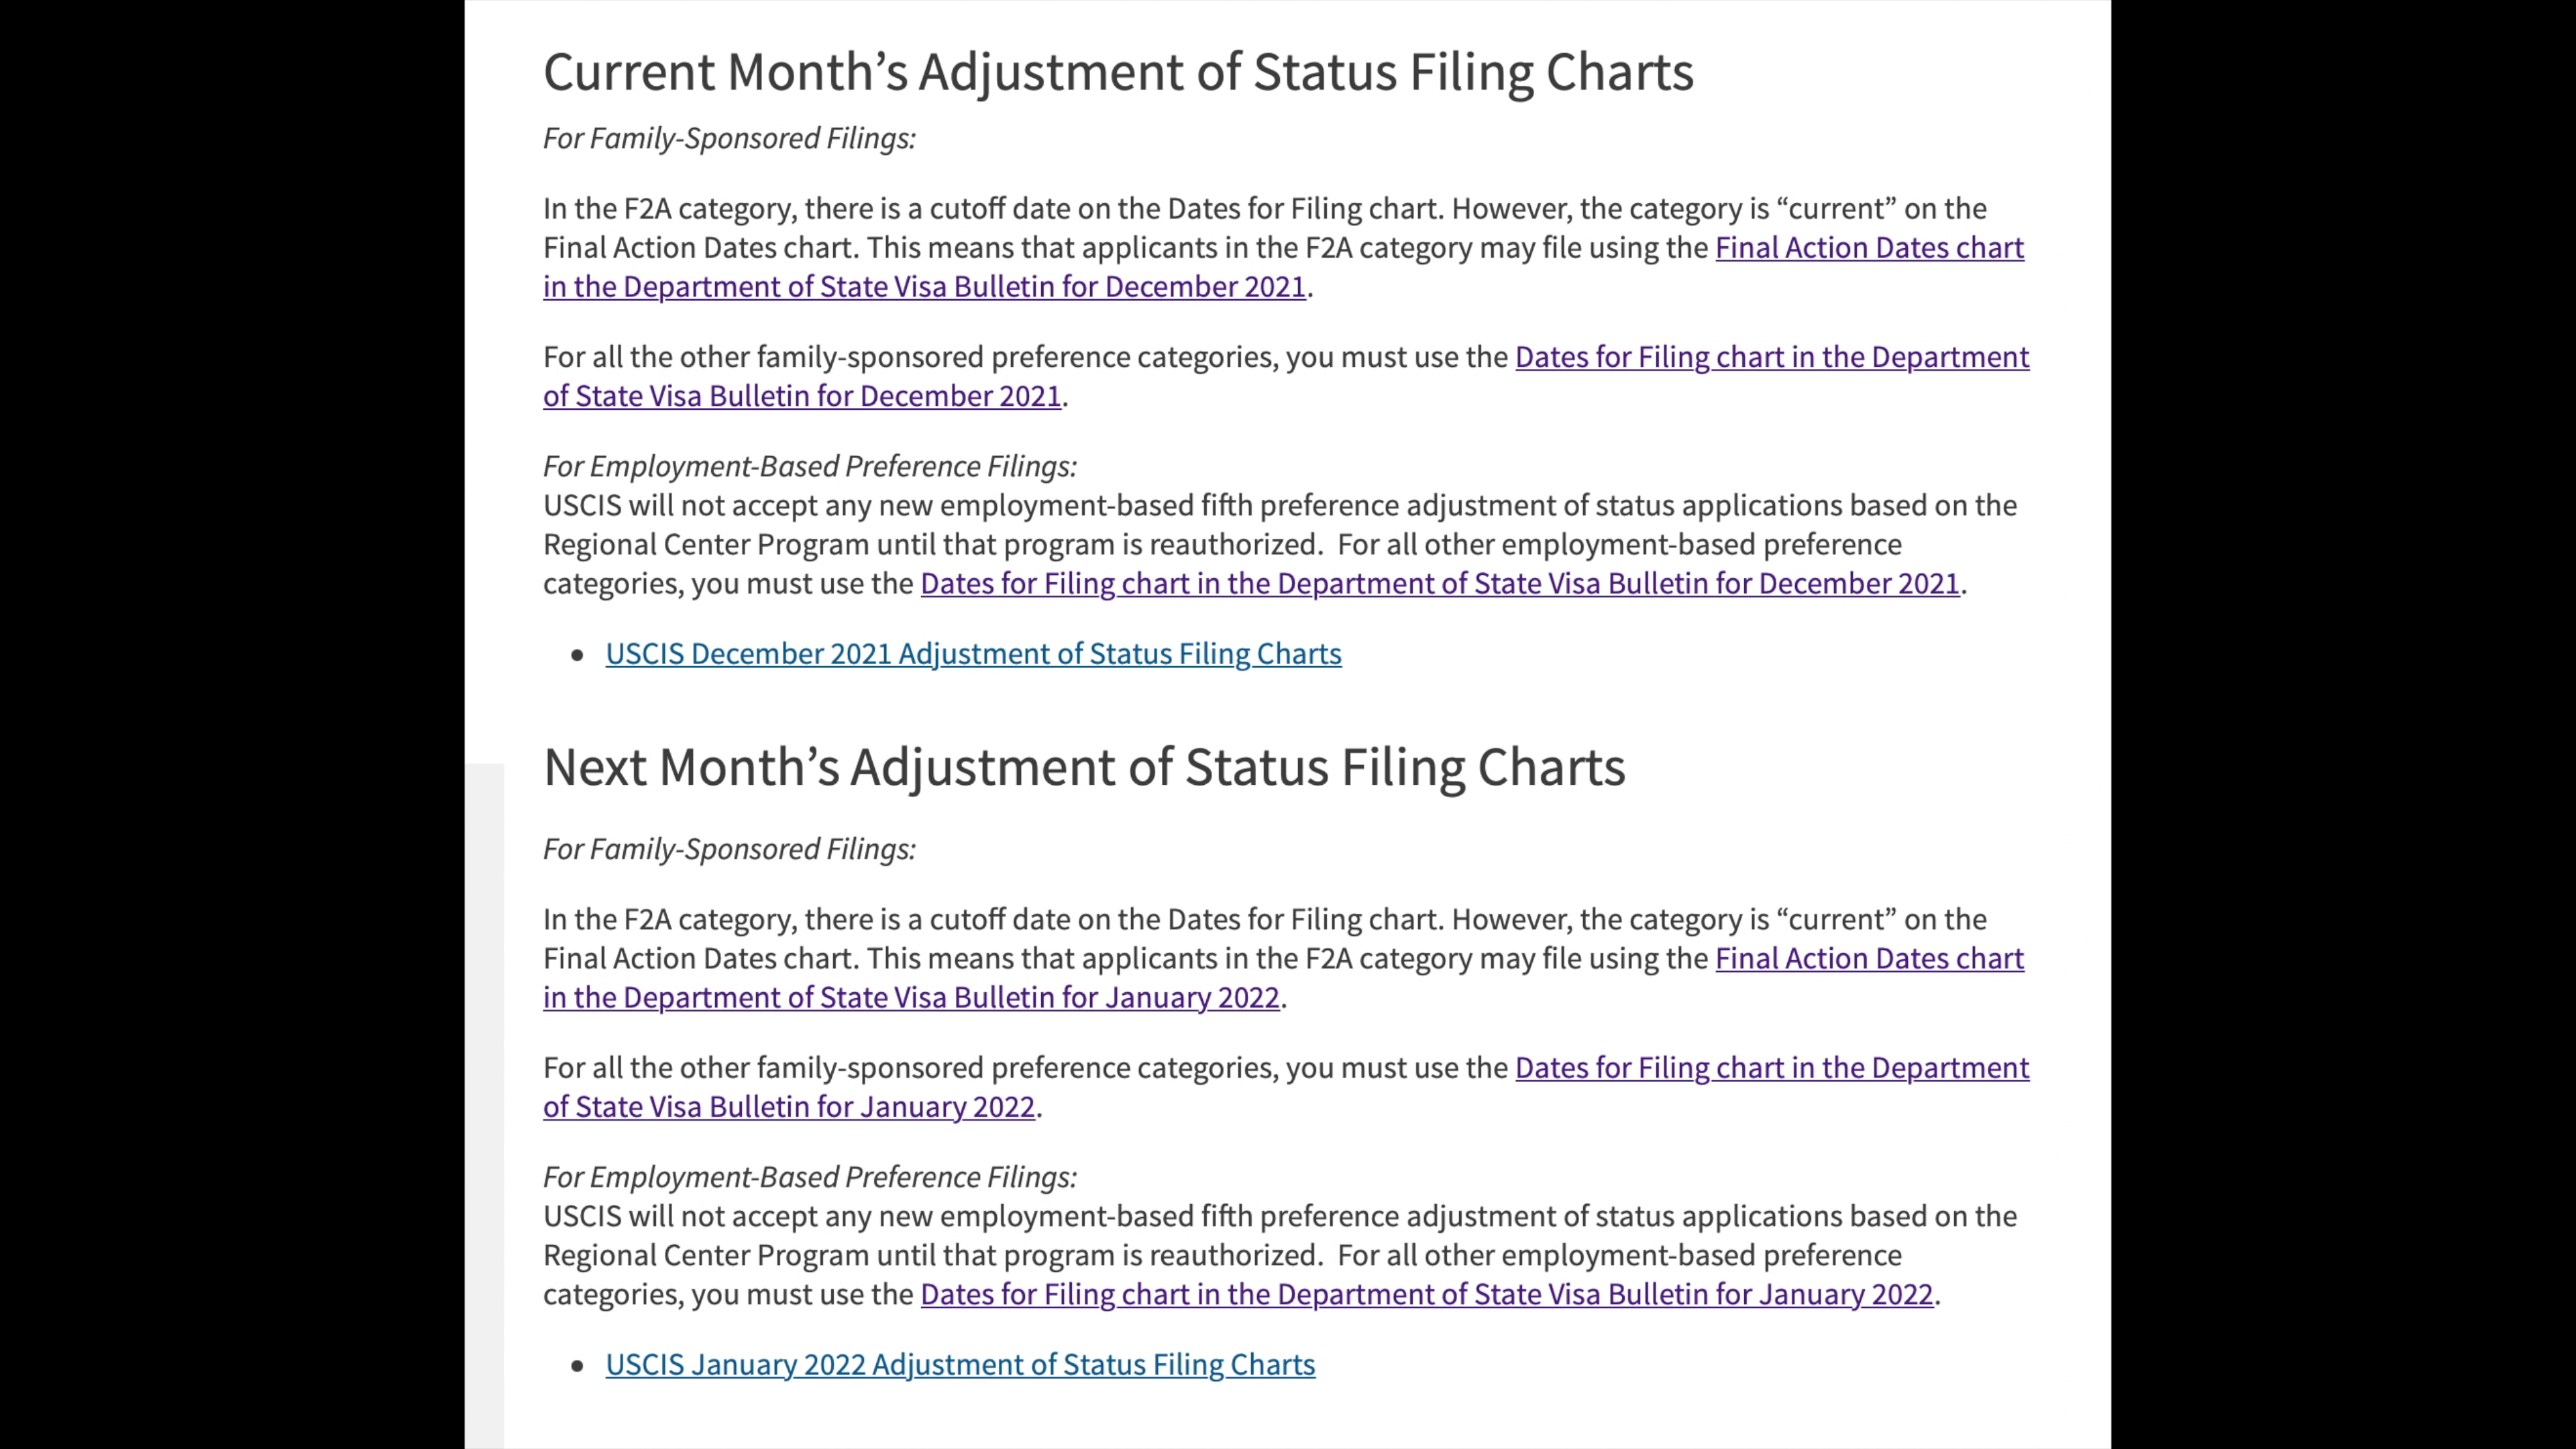 Current Month’s Adjustment of Status Filing Charts
For Family-Sponsored Filings:
In the F2A category, there is a cutoff date on the Dates for Filing chart. However, the category is “current” on the
Final Action Dates chart. This means that applicants in the F2A category may file using the Final Action Dates chart
in the Department of State Visa Bulletin for December 2021.
For all the other family-sponsored preference categories, you must use the Dates for Filing chart in the Department
of State Visa Bulletin for December 2021.
For Employment-Based Preference Filings:
USCIS will not accept any new employment-based fifth preference adjustment of status applications based on the
Regional Center Program until that program is reauthorized.  For all other employment-based preference
categories, you must use the Dates for Filing chart in the Department of State Visa Bulletin for December 2021.
• USCIS December 2021 Adjustment of Status Filing Charts
Next Month’s Adjustment of Status Filing Charts
For Family-Sponsored Filings:
In the F2A category, there is a cutoff date on the Dates for Filing chart. However, the category is “current” on the
Final Action Dates chart. This means that applicants in the F2A category may file using the Final Action Dates chart
in the Department of State Visa Bulletin for January 2022.
For all the other family-sponsored preference categories, you must use the Dates for Filing chart in the Department
of State Visa Bulletin for January 2022.
For Employment-Based Preference Filings:
USCIS will not accept any new employment-based fifth preference adjustment of status applications based on the
Regional Center Program until that program is reauthorized.  For all other employment-based preference
categories, you must use the Dates for Filing chart in the Department of State Visa Bulletin for January 2022.
• USCIS January 2022 Adjustment of Status Filing Charts